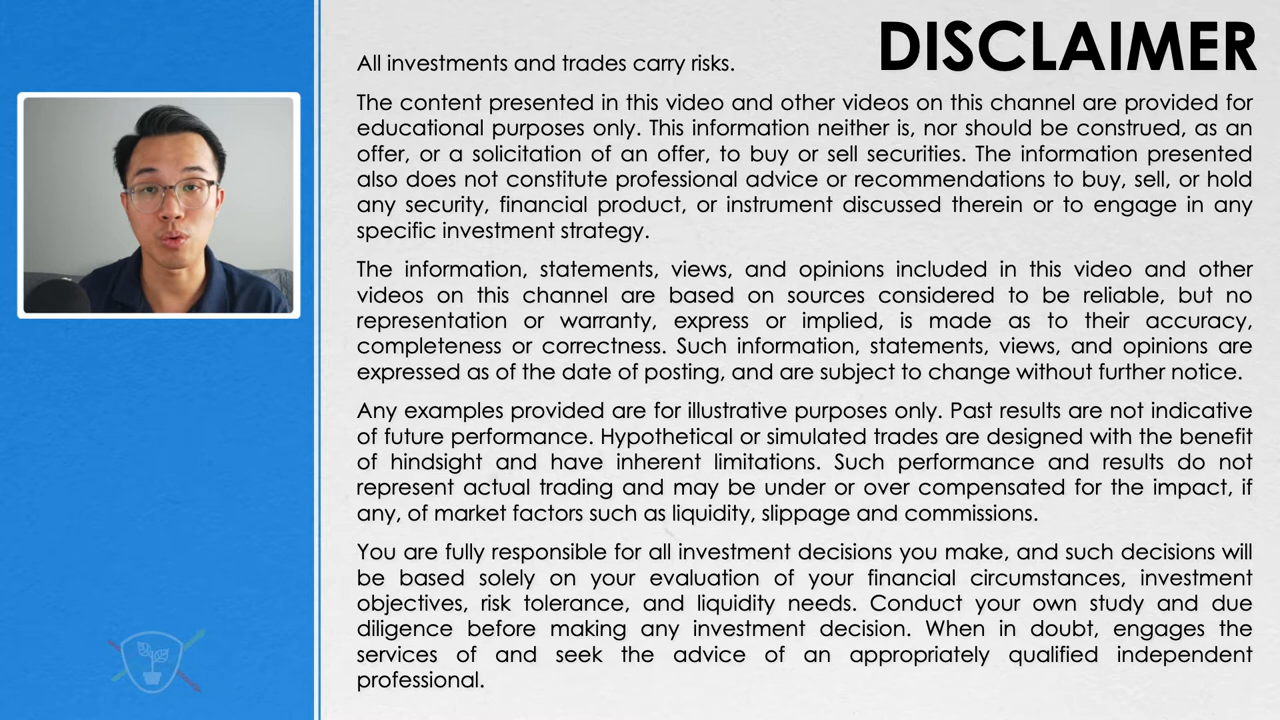 DISCLAIMER
All investments and trades carry risks.
The content presented in this video and other videos on this channel are provided for
educational purposes only. This information neither is, nor should be construed, as an
offer, or a solicitation of an offer, to buy or sell securities. The information presented
also does not constitute professional advice or recommendations to buy, sell, or hold
any security, financial product, or instrument discussed therein or to engage in any
specific investment strategy.
The information, statements, views, and opinions included in this video and other
videos on this channel are based on sources considered to be reliable, but no
representation or warranty, express or implied, is made as to their accuracy,
completeness or correctness. Such information, statements, views, and opinions are
expressed as of the date of posting, and are subject to change without further notice.
Any examples provided are for illustrative purposes only. Past results are not indicative
of future performance. Hypothetical or simulated trades are designed with the benefit
of hindsight and have inherent limitations. Such performance and results do not
represent actual trading and may be under or over compensated for the impact, if
any, of market factors such as liquidity, slippage and commissions.
You are fully responsible for all investment decisions you make, and such decisions will
be based solely on your evaluation of your financial circumstances, investment
objectives, risk tolerance, and liquidity needs. Conduct your own study and due
diligence before making any investment decision. When in doubt, engages the
services of and seek the advice of an appropriately qualified independent
professional.